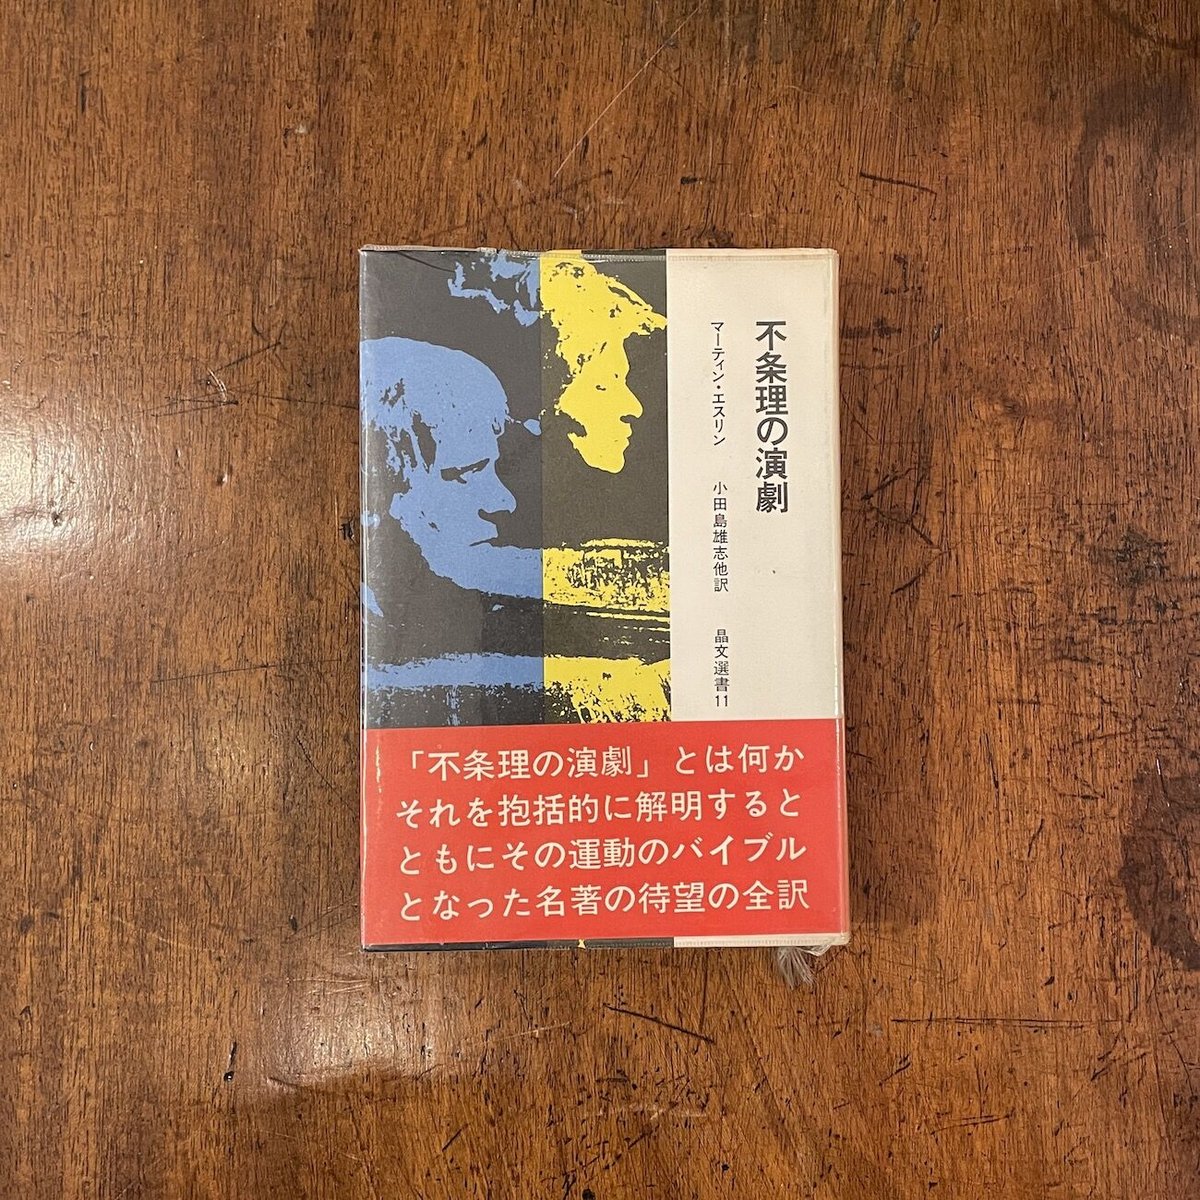 不条理の演劇
マーティン・エスリン
小田島雄志他訳
晶文選書11
「不条理の演劇」とは何か
それを抱括的に解明すると
ともにその運動のバイブル
となった名著の待望の全訳